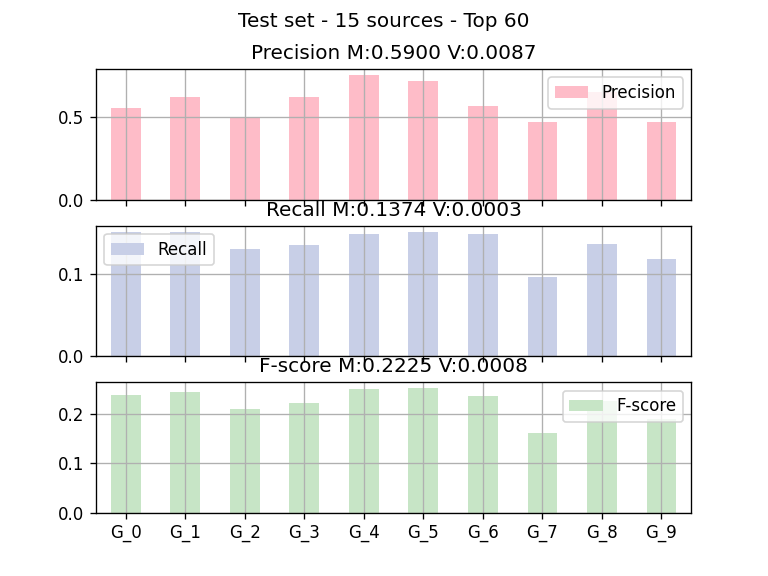 Test set - 15 sources - Top 60
Precision M:0.5900 V:0.0087
0.5
0.0
Precision
Recall M:0.1374 V:0.0003
0.1
0.0
Recall
F-score M:0.2225 V:0.0008
0.2
0.1
0.0
F-score
G_0 G_1 G_2 G_3 G_4 G_5 G_6 G_7 G_8 G_9